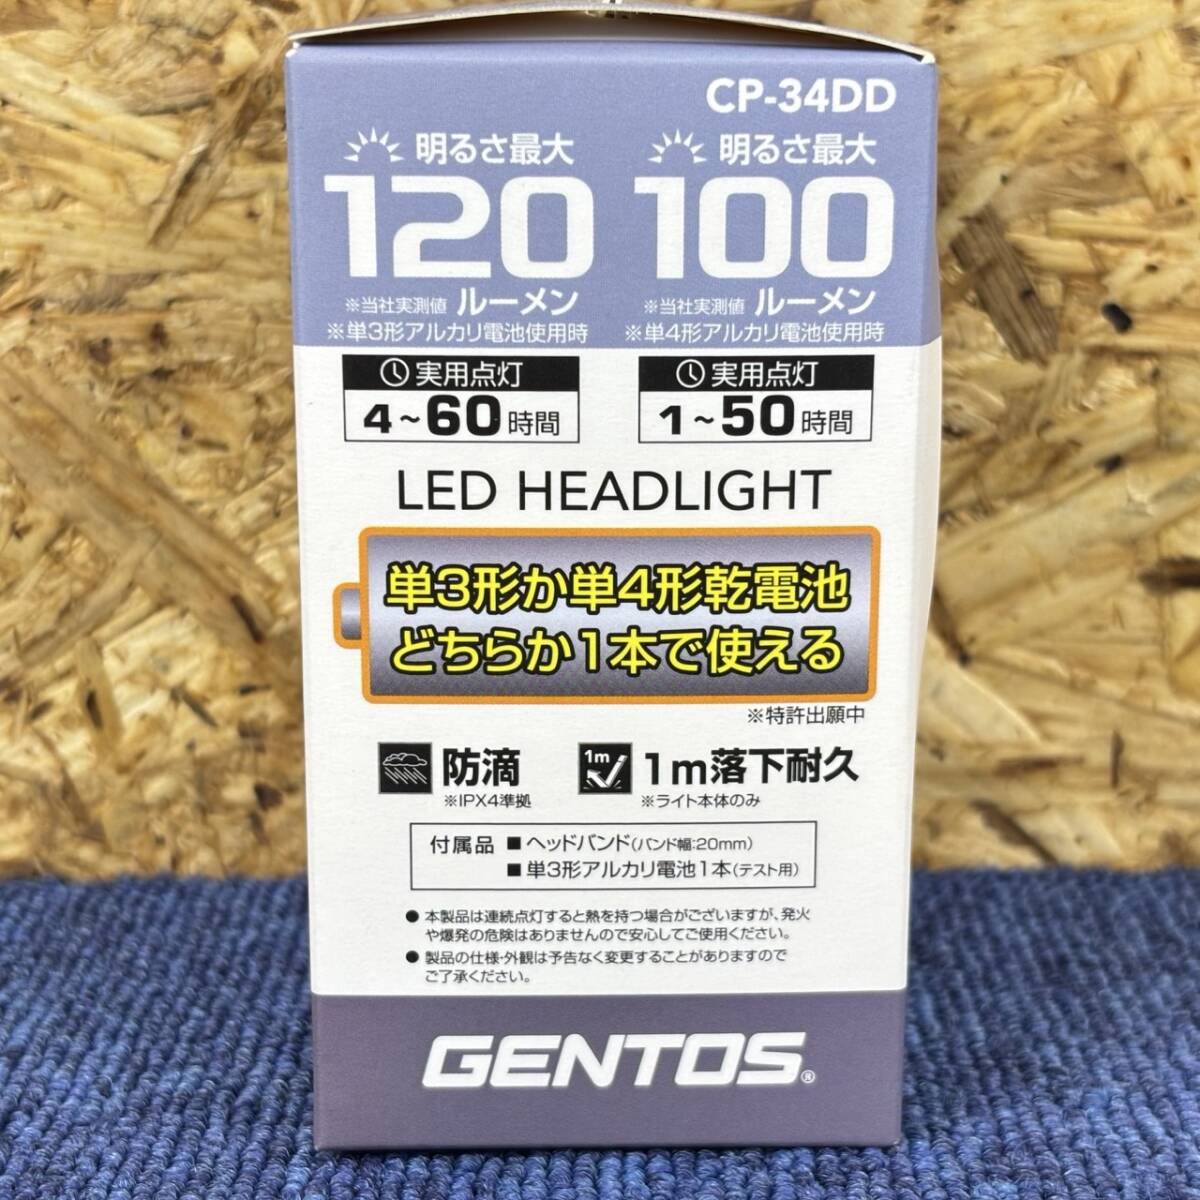 CP-34DD
明るさ最大
120
※当社実測値 ルーメン
※単3形アルカリ電池使用時
明るさ最大
100
※当社実測値 ルーメン
※単4形アルカリ電池使用時
実用点灯
4～60時間
実用点灯
1～50時間
LED HEADLIGHT
単3形か単4形乾電池
どちらか1本で使える
※特許出願中
防滴
※IPX4準拠
1m
1m落下耐久
※ライト本体のみ
付属品 ■ ヘッドバンド(バンド幅:20mm)
■ 単3形アルカリ電池1本(テスト用)
● 本製品は連続点灯すると熱を持つ場合がございますが、発火
や爆発の危険はありませんので安心してご使用ください。
● 製品の仕様・外観は予告なく変更することがありますので
ご了承ください。
GENTOS®